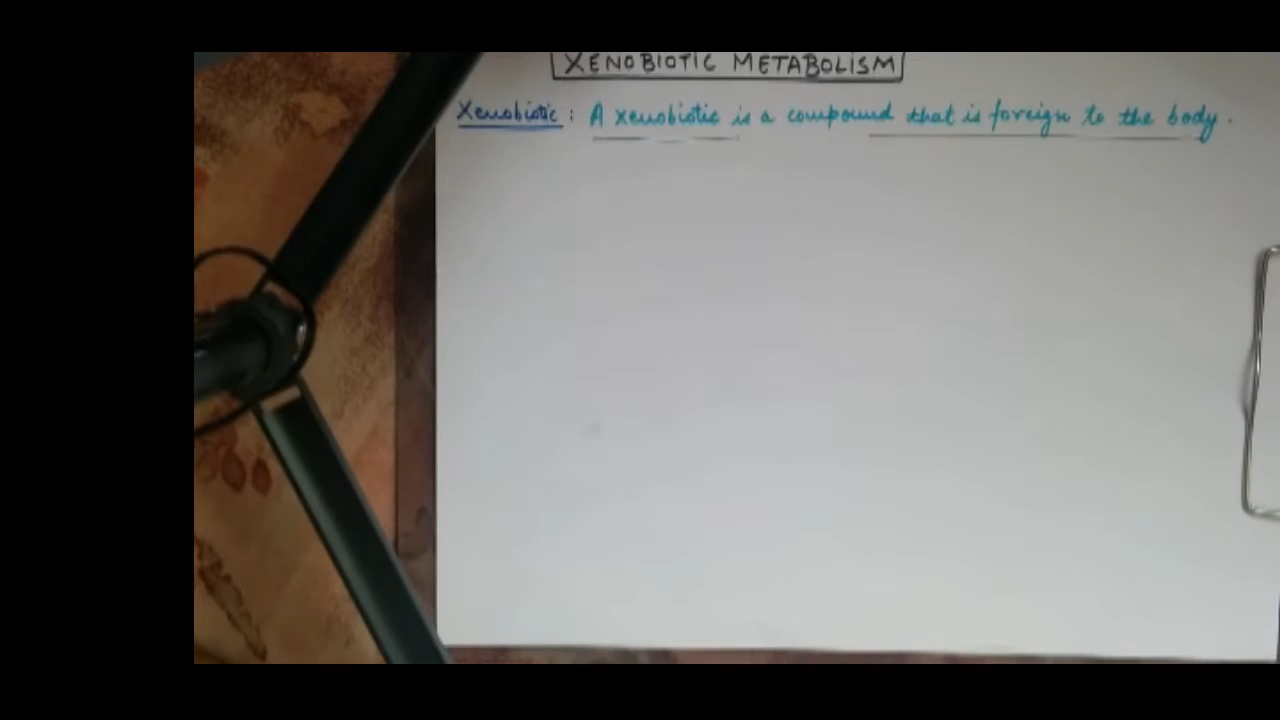 XENOBIOTIC METABOLISM
Xenobiotic : A xenobiotic is a compound that is foreign to the body.